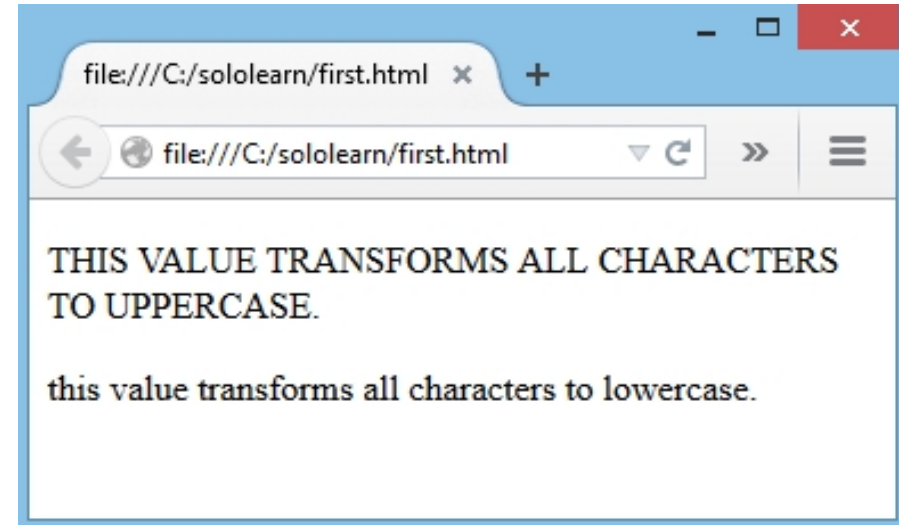 file:///C:/sololearn/first.html
file:///C:/sololearn/first.html
THIS VALUE TRANSFORMS ALL CHARACTERS
TO UPPERCASE.
this value transforms all characters to lowercase.